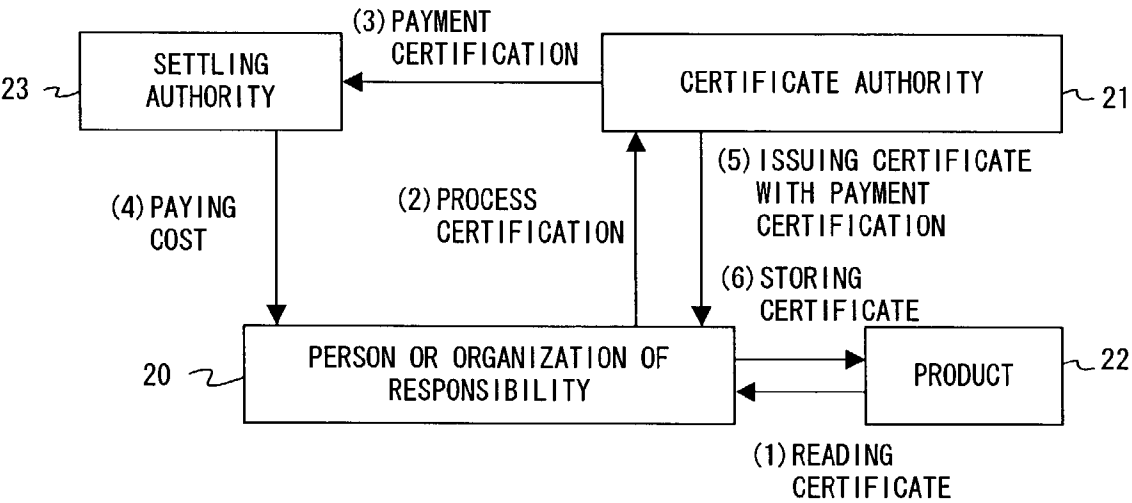 (3) PAYMENT
CERTIFICATION
SETTLING
AUTHORITY
23
CERTIFICATE AUTHORITY
21
(4) PAYING
COST
(2) PROCESS
CERTIFICATION
(5) ISSUING CERTIFICATE
WITH PAYMENT
CERTIFICATION
(6) STORING
CERTIFICATE
20
PERSON OR ORGANIZATION OF
RESPONSIBILITY
PRODUCT
22
(1) READING
CERTIFICATE